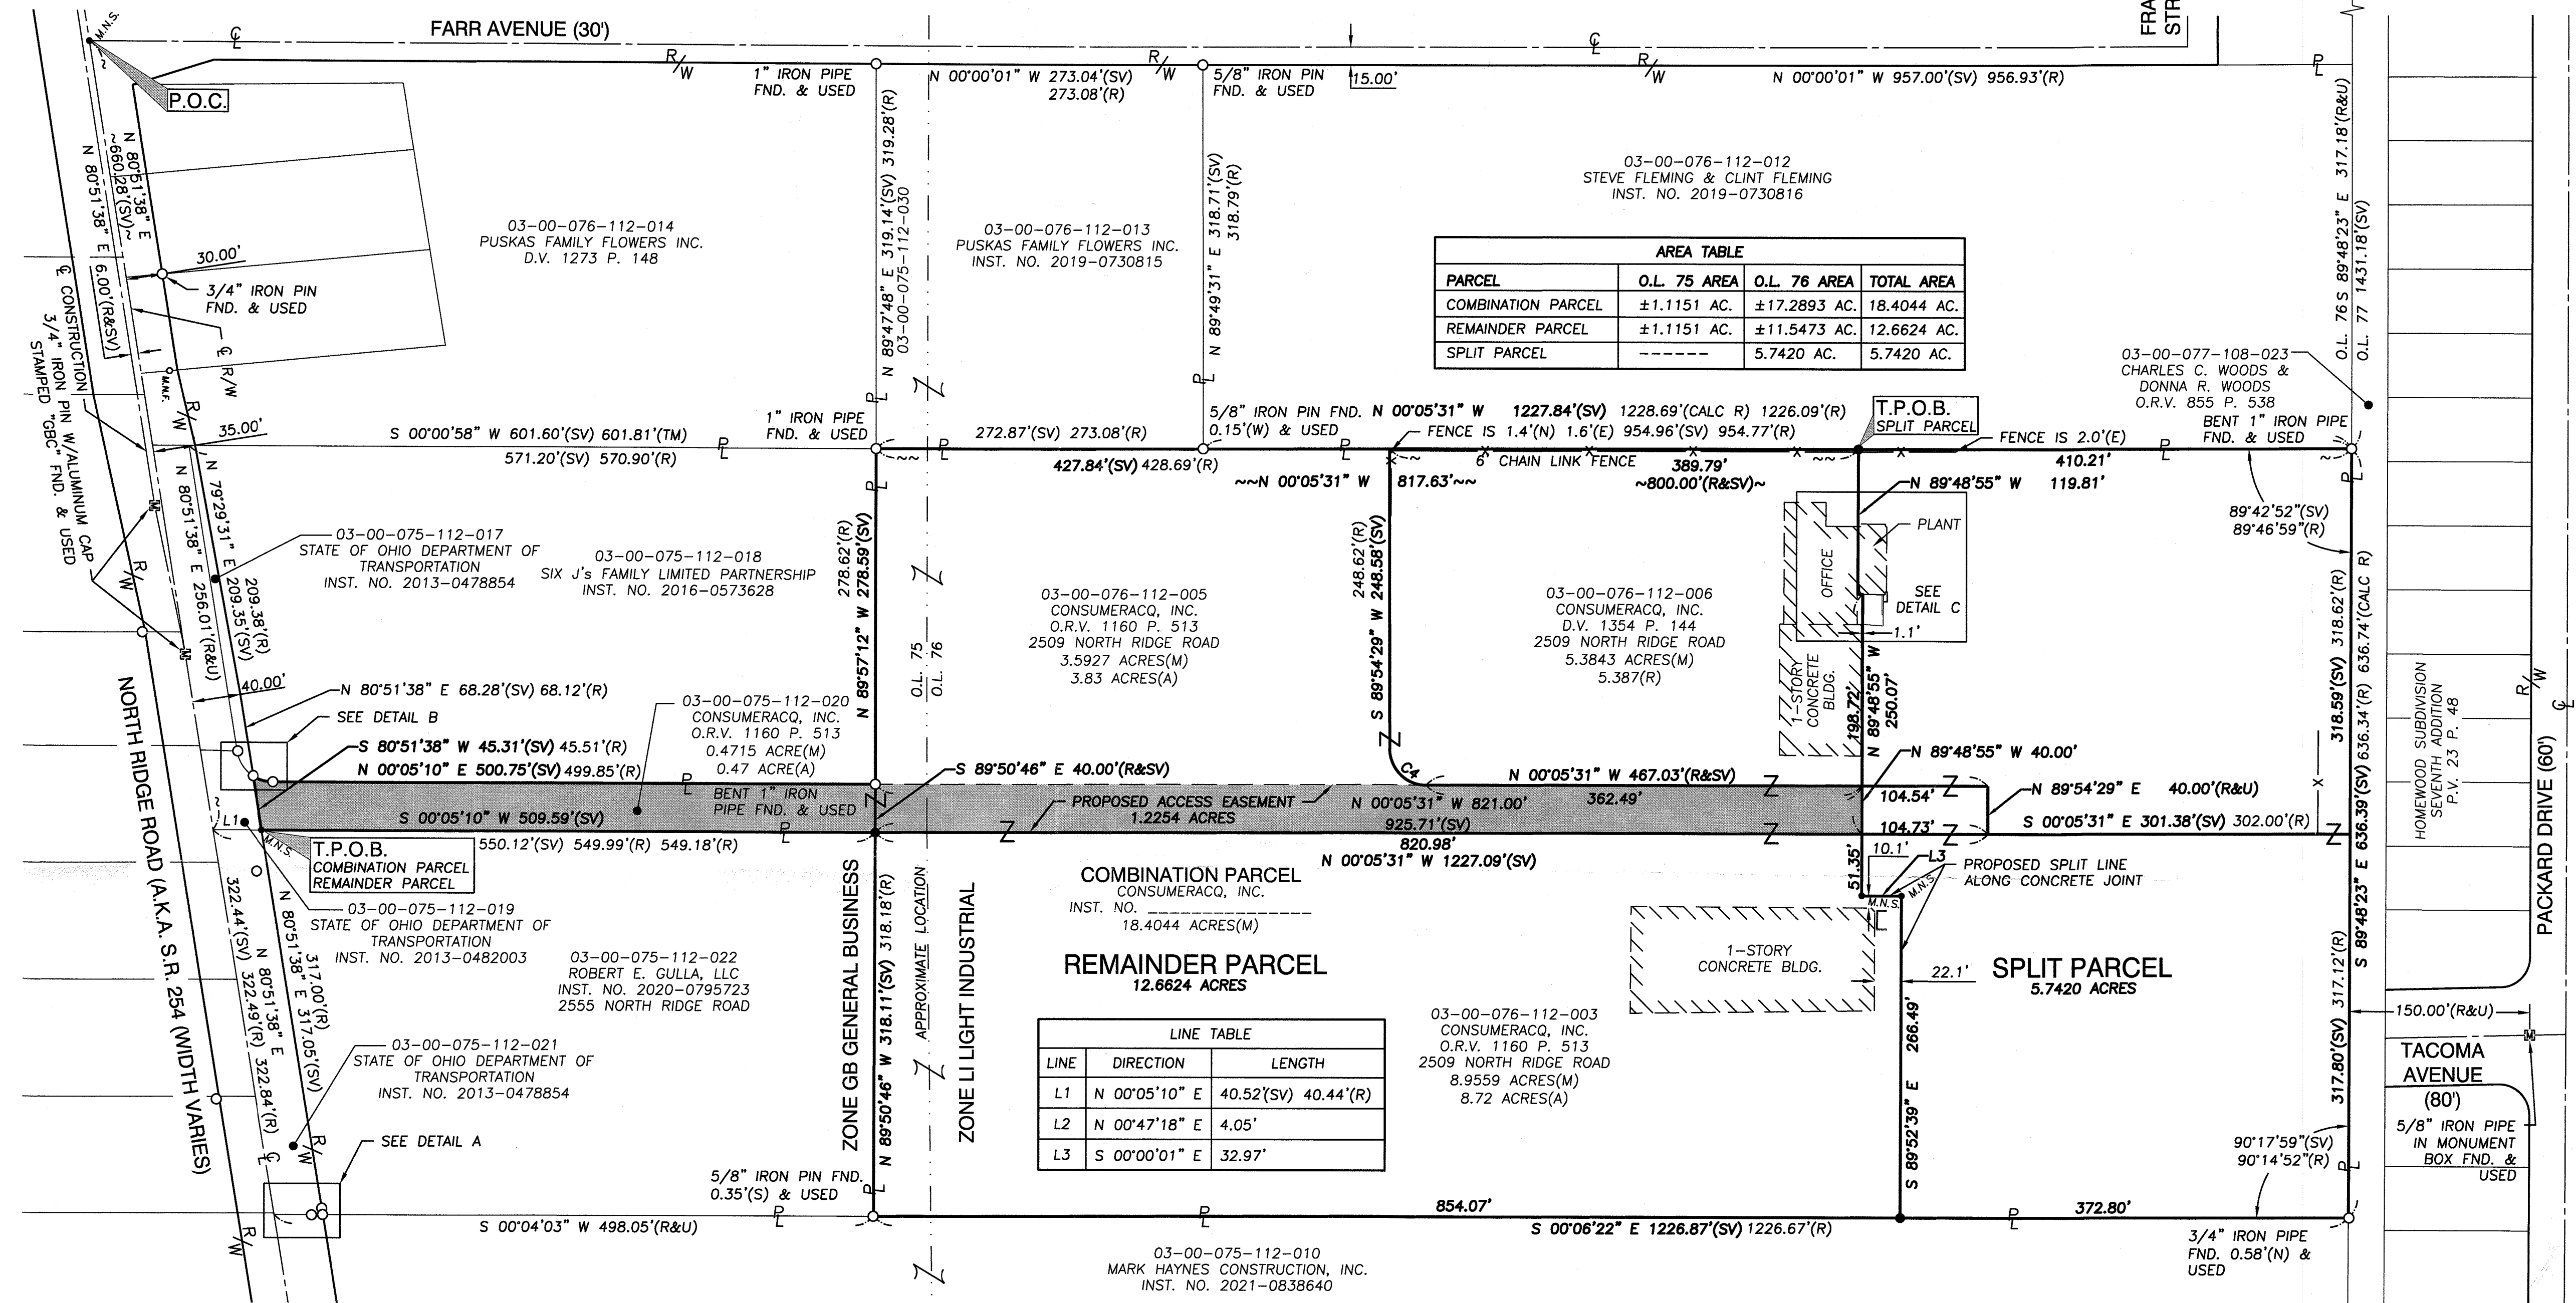 FARR AVENUE (30')
FRA
STR
M.N.S.
P.O.C.
R/W
1" IRON PIPE
FND. & USED
N 00°00'01" W 273.04'(SV)
273.08'(R)
R/W
5/8" IRON PIN
FND. & USED
15.00'
R/W
N 00°00'01" W 957.00'(SV) 956.93'(R)
N 80°51'38" E
~660.28'(SV)~
N 80°51'38" E
6.00'(R&SV)
30.00'
3/4" IRON PIN
FND. & USED
R/W
M.N.F.
R/W
35.00'
℄ CONSTRUCTION
3/4" IRON PIN W/ALUMINUM CAP
STAMPED "GBC" FND. & USED
03-00-076-112-014
PUSKAS FAMILY FLOWERS INC.
D.V. 1273 P. 148
N 89°47'48" E 319.14'(SV) 319.28'(R)
03-00-075-112-030
03-00-076-112-013
PUSKAS FAMILY FLOWERS INC.
INST. NO. 2019-0730815
N 89°49'31" E 318.71'(SV)
318.79'(R)
03-00-076-112-012
STEVE FLEMING & CLINT FLEMING
INST. NO. 2019-0730816
AREA TABLE
PARCEL O.L. 75 AREA O.L. 76 AREA TOTAL AREA
COMBINATION PARCEL ±1.1151 AC. ±17.2893 AC. 18.4044 AC.
REMAINDER PARCEL ±1.1151 AC. ±11.5473 AC. 12.6624 AC.
SPLIT PARCEL ------ 5.7420 AC. 5.7420 AC.
O.L. 76 S 89°48'23" E 317.18'(R&U)
O.L. 77 1431.18'(SV)
03-00-077-108-023
CHARLES C. WOODS &
DONNA R. WOODS
O.R.V. 855 P. 538
BENT 1" IRON PIPE
FND. & USED
S 00°00'58" W 601.60'(SV) 601.81'(TM)
571.20'(SV) 570.90'(R)
1" IRON PIPE
FND. & USED
272.87'(SV) 273.08'(R)
427.84'(SV) 428.69'(R)
5/8" IRON PIN FND.
0.15'(W) & USED
N 00°05'31" W 1227.84'(SV) 1228.69'(CALC R) 1226.09'(R)
FENCE IS 1.4'(N) 1.6'(E) 954.96'(SV) 954.77'(R)
T.P.O.B.
SPLIT PARCEL
FENCE IS 2.0'(E)
6' CHAIN LINK FENCE
389.79'
410.21'
~~N 00°05'31" W 817.63'~~
~800.00'(R&SV)~
N 89°48'55" W 119.81'
89°42'52"(SV)
89°46'59"(R)
N 79°29'31" E 209.35'(SV)
209.38'(R)
N 80°51'38" E 256.01'(R&U)
03-00-075-112-017
STATE OF OHIO DEPARTMENT OF
TRANSPORTATION
INST. NO. 2013-0478854
03-00-075-112-018
SIX J's FAMILY LIMITED PARTNERSHIP
INST. NO. 2016-0573628
278.62'(R)
N 89°57'12" W 278.59'(SV)
O.L. 75
O.L. 76
03-00-076-112-005
CONSUMERACQ, INC.
O.R.V. 1160 P. 513
2509 NORTH RIDGE ROAD
3.5927 ACRES(M)
3.83 ACRES(A)
248.62'(R)
S 89°54'29" W 248.58'(SV)
C4
03-00-076-112-006
CONSUMERACQ, INC.
D.V. 1354 P. 144
2509 NORTH RIDGE ROAD
5.3843 ACRES(M)
5.387(R)
PLANT
OFFICE
SEE
DETAIL C
1.1'
1-STORY
CONCRETE
BLDG.
198.72'
N 89°48'55" W
250.07'
318.59'(SV) 318.62'(R)
S 89°48'23" E 636.39'(SV) 636.34'(R) 636.74'(CALC R)
HOMEWOOD SUBDIVISION
SEVENTH ADDITION
P.V. 23 P. 48
R/W
PACKARD DRIVE (60')
R/W
40.00'
N 80°51'38" E 68.28'(SV) 68.12'(R)
SEE DETAIL B
S 80°51'38" W 45.31'(SV) 45.51'(R)
N 00°05'10" E 500.75'(SV) 499.85'(R)
03-00-075-112-020
CONSUMERACQ, INC.
O.R.V. 1160 P. 513
0.4715 ACRE(M)
0.47 ACRE(A)
BENT 1" IRON
PIPE FND. & USED
S 89°50'46" E 40.00'(R&SV)
N 00°05'31" W 467.03'(R&SV)
N 89°48'55" W 40.00'
PROPOSED ACCESS EASEMENT
1.2254 ACRES
N 00°05'31" W 821.00'
362.49'
104.54'
N 89°54'29" E 40.00'(R&U)
S 00°05'10" W 509.59'(SV)
925.71'(SV)
104.73'
S 00°05'31" E 301.38'(SV) 302.00'(R)
L1
M.N.S.
T.P.O.B.
COMBINATION PARCEL
REMAINDER PARCEL
550.12'(SV) 549.99'(R) 549.18'(R)
820.98'
N 00°05'31" W 1227.09'(SV)
51.35'
10.1'
L3
M.N.S.
M.N.S.
PROPOSED SPLIT LINE
ALONG CONCRETE JOINT
NORTH RIDGE ROAD (A.K.A. S.R. 254 (WIDTH VARIES)
03-00-075-112-019
STATE OF OHIO DEPARTMENT OF
TRANSPORTATION
INST. NO. 2013-0482003
322.44'(SV) 322.49'(R) 322.84'(R)
N 80°51'38" E
N 80°51'38" E 317.05'(SV)
317.00'(R)
03-00-075-112-022
ROBERT E. GULLA, LLC
INST. NO. 2020-0795723
2555 NORTH RIDGE ROAD
ZONE GB GENERAL BUSINESS
N 89°50'46" W 318.11'(SV) 318.18'(R)
APPROXIMATE LOCATION
ZONE LI LIGHT INDUSTRIAL
COMBINATION PARCEL
CONSUMERACQ, INC.
INST. NO. ________________
18.4044 ACRES(M)
REMAINDER PARCEL
12.6624 ACRES
1-STORY
CONCRETE BLDG.
22.1'
SPLIT PARCEL
5.7420 ACRES
S 89°52'39" E 266.49'
317.80'(SV) 317.12'(R)
150.00'(R&U)
TACOMA
AVENUE
(80')
5/8" IRON PIPE
IN MONUMENT
BOX FND. &
USED
LINE TABLE
LINE DIRECTION LENGTH
L1 N 00°05'10" E 40.52'(SV) 40.44'(R)
L2 N 00°47'18" E 4.05'
L3 S 00°00'01" E 32.97'
03-00-076-112-003
CONSUMERACQ, INC.
O.R.V. 1160 P. 513
2509 NORTH RIDGE ROAD
8.9559 ACRES(M)
8.72 ACRES(A)
03-00-075-112-021
STATE OF OHIO DEPARTMENT OF
TRANSPORTATION
INST. NO. 2013-0478854
SEE DETAIL A
R/W
R/W
90°17'59"(SV)
90°14'52"(R)
5/8" IRON PIN FND.
0.35'(S) & USED
S 00°04'03" W 498.05'(R&U)
854.07'
S 00°06'22" E 1226.87'(SV) 1226.67'(R)
372.80'
3/4" IRON PIPE
FND. 0.58'(N) &
USED
03-00-075-112-010
MARK HAYNES CONSTRUCTION, INC.
INST. NO. 2021-0838640